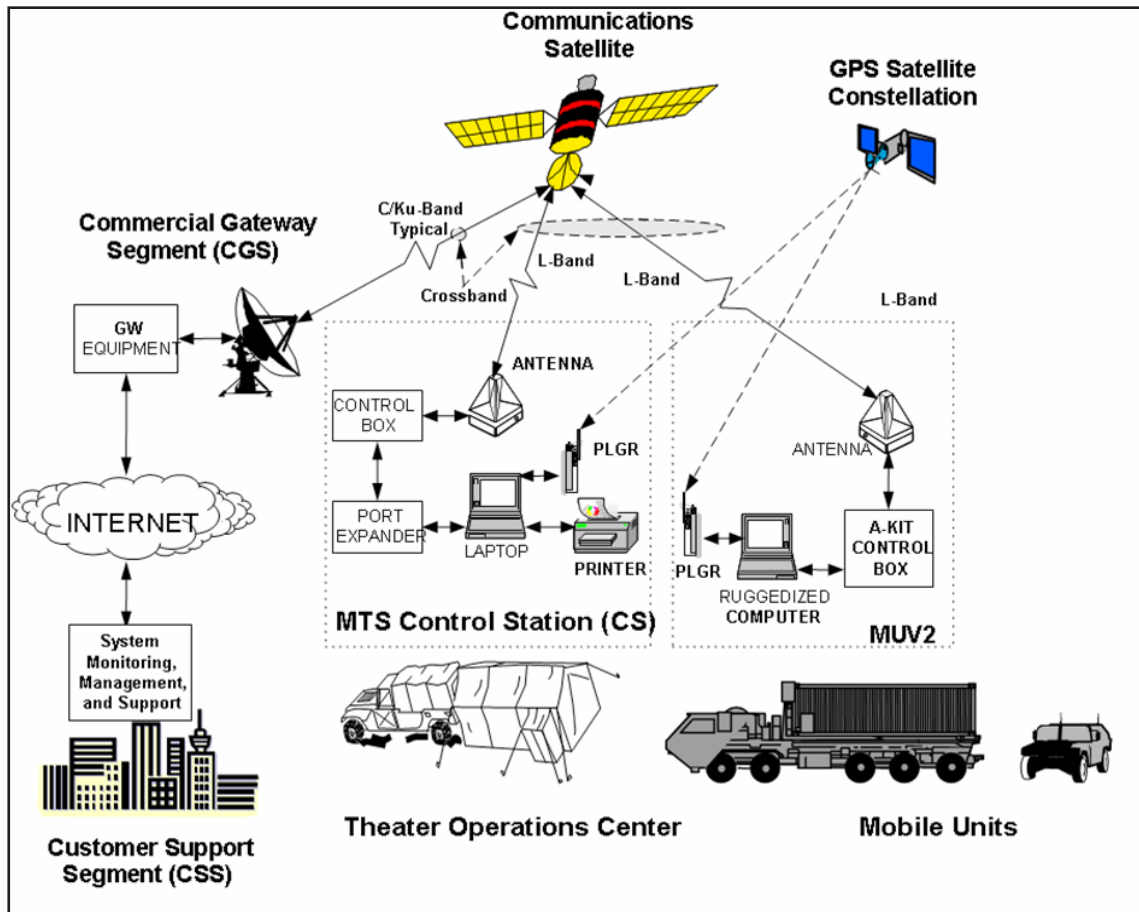 Communications
Satellite
GPS Satellite
Constellation
Commercial Gateway
Segment (CGS)
C/Ku-Band
Typical
L-Band
Crossband
L-Band
L-Band
GW
EQUIPMENT
ANTENNA
CONTROL
BOX
PLGR
ANTENNA
INTERNET
PORT
EXPANDER
LAPTOP
PRINTER
PLGR
RUGGEDIZED
COMPUTER
A-KIT
CONTROL
BOX
MTS Control Station (CS)
MUV2
System
Monitoring,
Management,
and Support
Theater Operations Center
Mobile Units
Customer Support
Segment (CSS)